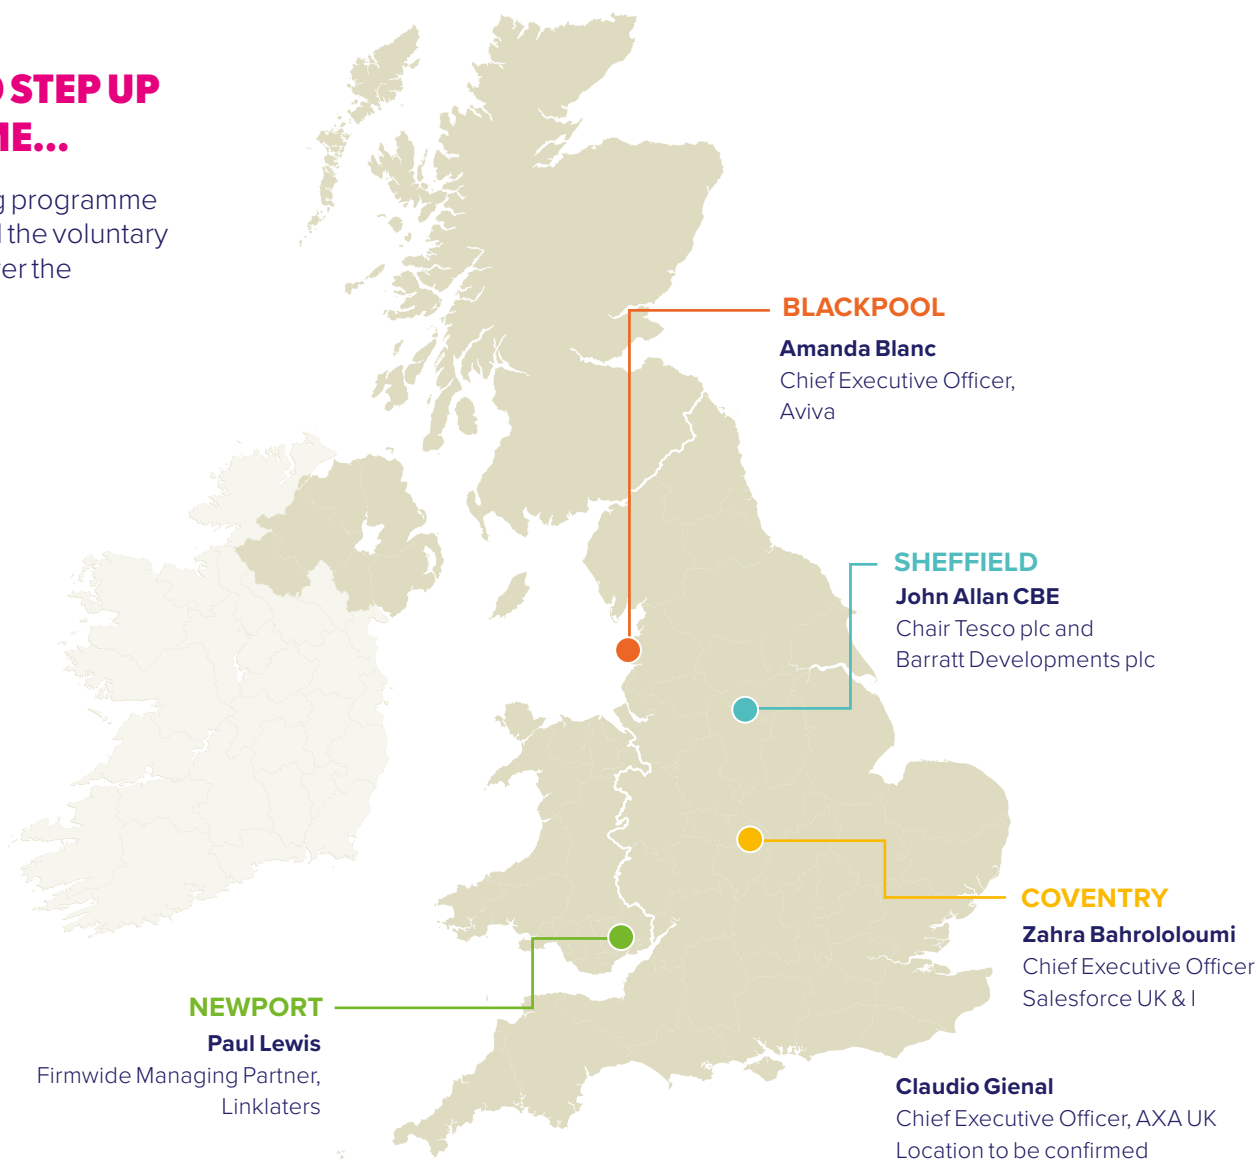 STEP UP
ME...
programme
the voluntary
er the
BLACKPOOL
Amanda Blanc
Chief Executive Officer,
Aviva
SHEFFIELD
John Allan CBE
Chair Tesco plc and
Barratt Developments plc
COVENTRY
Zahra Bahrololoumi
Chief Executive Officer
Salesforce UK & I
NEWPORT
Paul Lewis
Firmwide Managing Partner,
Linklaters
Claudio Gienal
Chief Executive Officer, AXA UK
Location to be confirmed